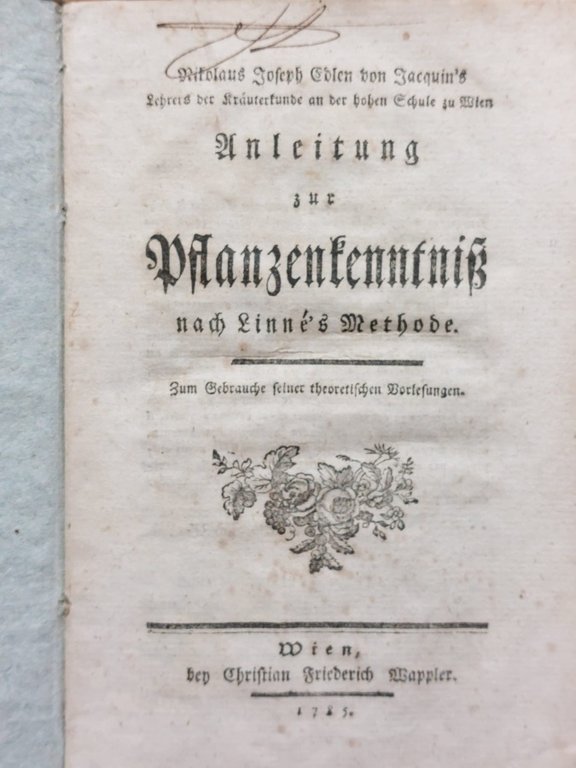 Nikolaus Joseph Edlen von Jacquin's
Lehrers der Kräuterkunde an der hohen Schule zu Wien
Anleitung
zur
Pflanzenkenntniß
nach Linné's Methode.
Zum Gebrauche seiner theoretischen Vorlesungen.
Wien,
bey Christian Friederich Wappler.
1785.